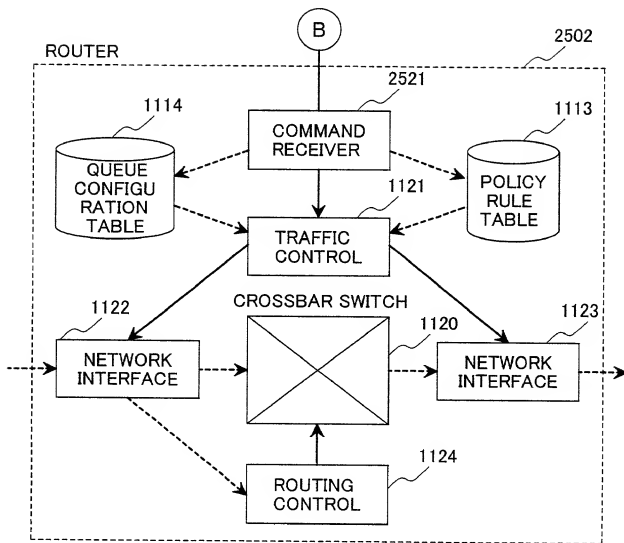 B
ROUTER
2502
2521
1114
1113
COMMAND
RECEIVER
QUEUE
CONFIGU
RATION
TABLE
POLICY
RULE
TABLE
1121
TRAFFIC
CONTROL
CROSSBAR SWITCH
1122
1120
1123
NETWORK
INTERFACE
NETWORK
INTERFACE
1124
ROUTING
CONTROL